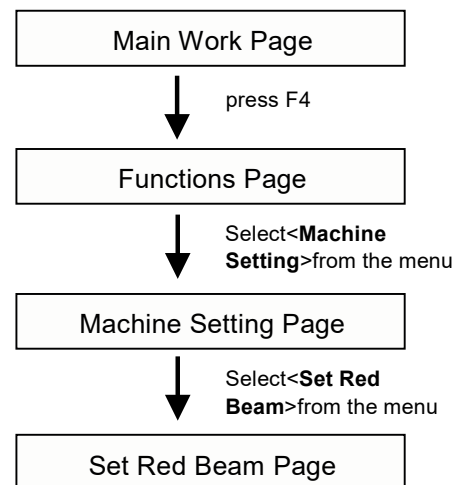 Main Work Page
press F4
Functions Page
Select<Machine
Setting>from the menu
Machine Setting Page
Select<Set Red
Beam>from the menu
Set Red Beam Page